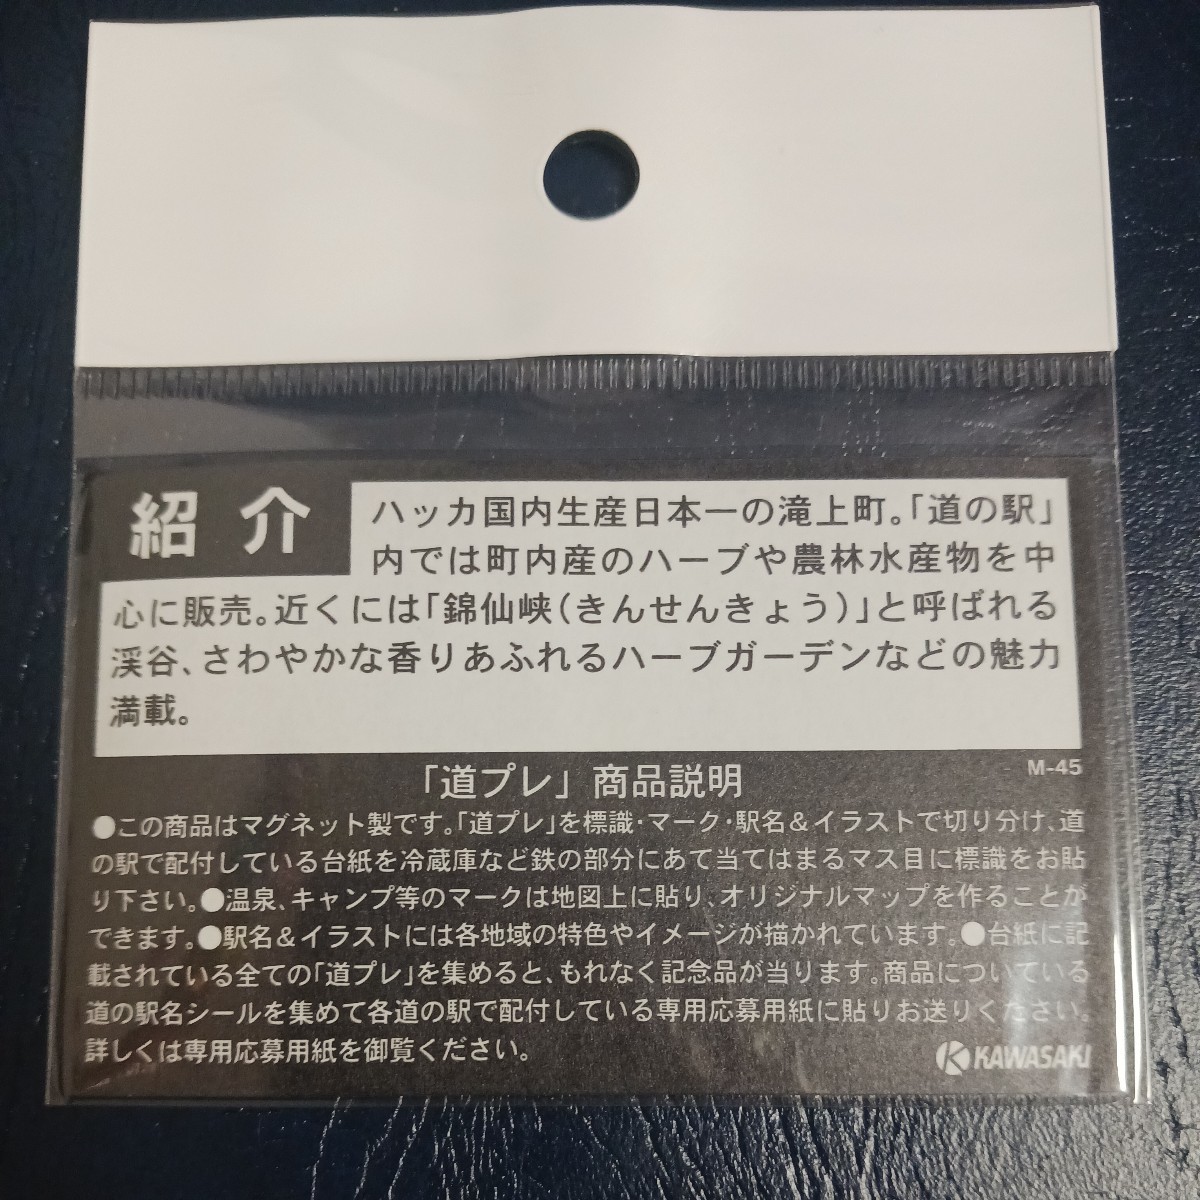 紹介
ハッカ国内生産日本一の滝上町。「道の駅」
内では町内産のハーブや農林水産物を中
心に販売。近くには「錦仙峡(きんせんきょう)」と呼ばれる
渓谷、さわやかな香りあふれるハーブガーデンなどの魅力
満載。
M-45
「道プレ」商品説明
●この商品はマグネット製です。「道プレ」を標識・マーク・駅名&イラストで切り分け、道
の駅で配付している台紙を冷蔵庫など鉄の部分にあて当てはまるマス目に標識をお貼
り下さい。●温泉、キャンプ等のマークは地図上に貼り、オリジナルマップを作ることが
できます。●駅名&イラストには各地域の特色やイメージが描かれています。●台紙に記
載されている全ての「道プレ」を集めると、もれなく記念品が当ります。商品についている
道の駅名シールを集めて各道の駅で配付している専用応募用紙に貼りお送りください。
詳しくは専用応募用紙を御覧ください。
KAWASAKI